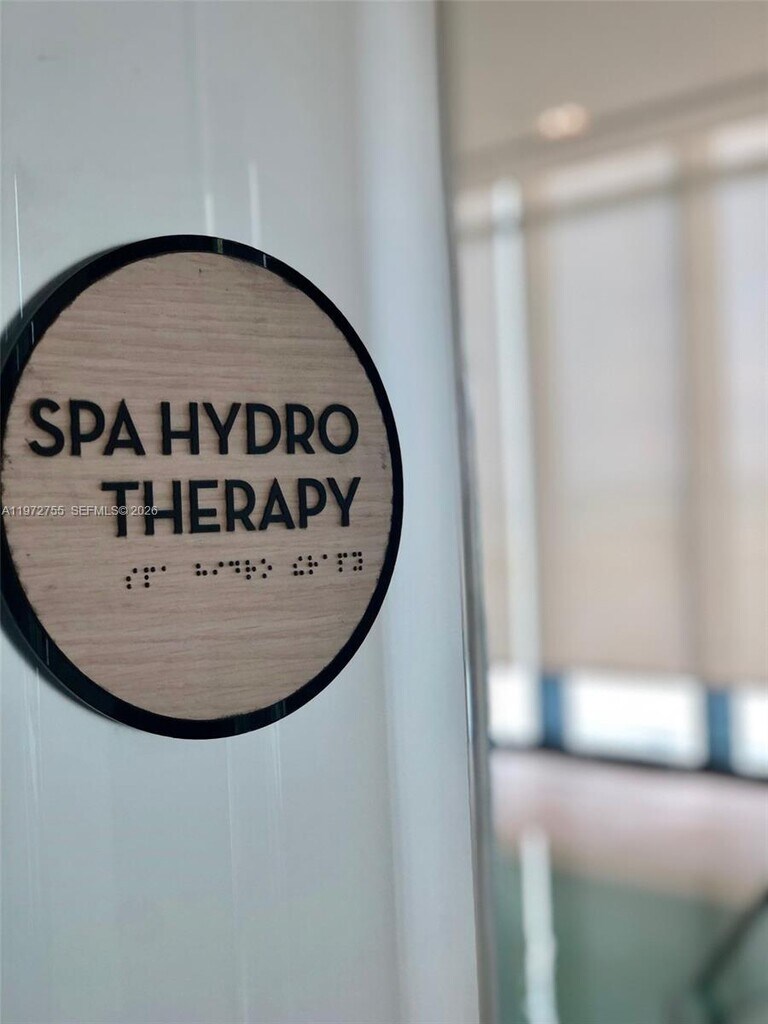 SPA HYDRO
THERAPY
A11972755 SEFMLS© 2026